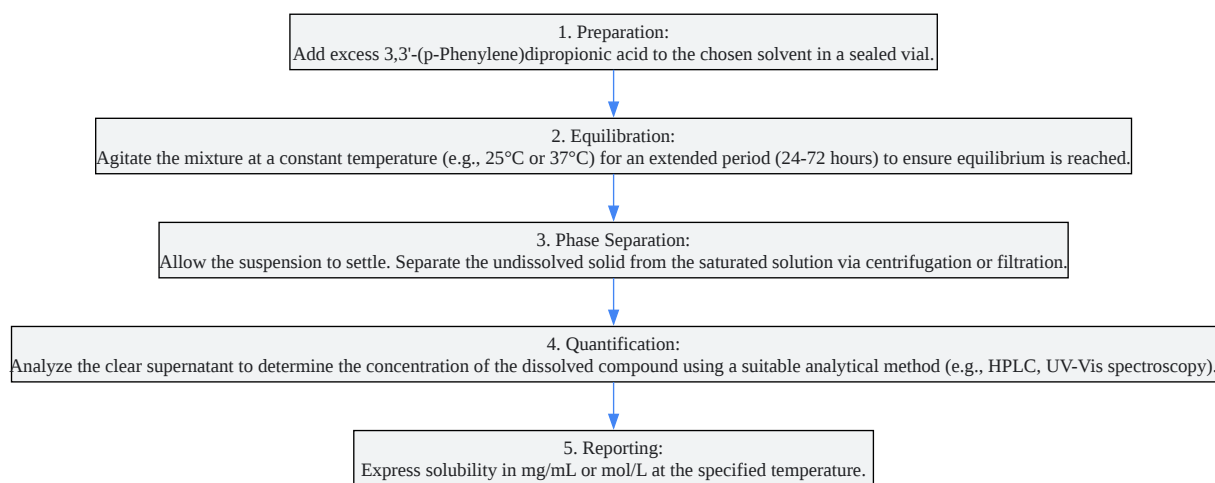 1. Preparation:
Add excess 3,3'-(p-Phenylene)dipropionic acid to the chosen solvent in a sealed vial.
2. Equilibration:
Agitate the mixture at a constant temperature (e.g., 25°C or 37°C) for an extended period (24-72 hours) to ensure equilibrium is reached.
3. Phase Separation:
Allow the suspension to settle. Separate the undissolved solid from the saturated solution via centrifugation or filtration.
4. Quantification:
Analyze the clear supernatant to determine the concentration of the dissolved compound using a suitable analytical method (e.g., HPLC, UV-Vis spectroscopy).
5. Reporting:
Express solubility in mg/mL or mol/L at the specified temperature.